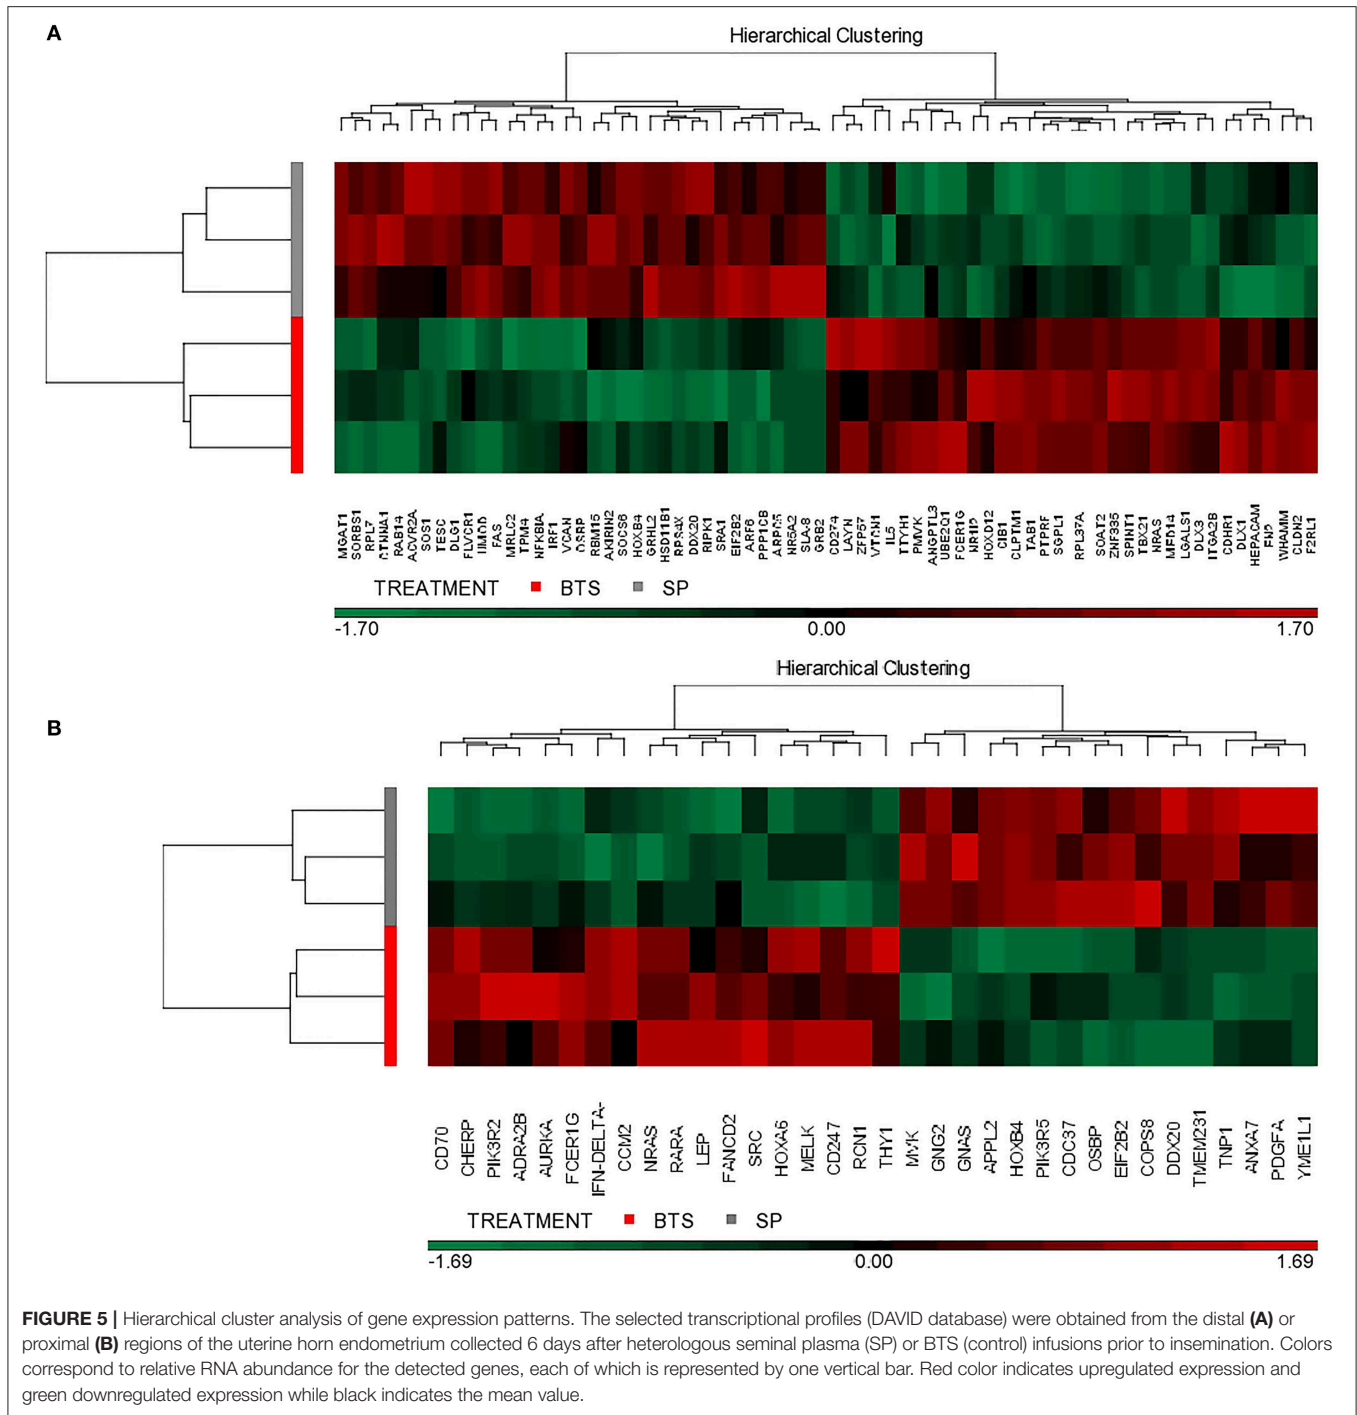 A
Hierarchical Clustering
MGAT1 SORBS1 RPL7 RAB14 ACVR2A SOS1 TESC DLG1 FLVCR1 FAS MRLC2 TPM4 NFKBIA IRF1 VCAN RBM15 AKIRIN2 SOCS6 HOXB4 GRHL2 HSD11B1 RPS4X DDX20 RIPK1 SRA1 EIF2B2 ARF6 PPP1CB ARPC5 NR5A2 SLA-8 GRB2 CD274 LAYN ZFP57 VTCN1 IL5 TTYH1 PMVK ANGPTL3 UBE2Q1 FCER1G HOXD12 CIB1 CLPTM1 TAB1 PTPRF SGPL1 RPL37A SOAT2 ZNF335 SPINT1 TBX21 NRAS MED14 LGALS1 DLX3 ITGA2B CDHR1 DLX1 HEPACAM WHAMM CLDN2 F2RL1
TREATMENT BTS SP
-1.70 0.00 1.70
Hierarchical Clustering
B
CD70 CHERP PIK3R2 ADRA2B AURKA FCER1G IFN-DELTA- CCM2 NRAS RARA LEP FANCD2 SRC HOXA6 MELK CD247 RCN1 THY1 MVK GNG2 GNAS APPL2 HOXB4 PIK3R5 CDC37 OSBP EIF2B2 COPS8 DDX20 TMEM231 TNP1 ANXA7 PDGFA YME1L1
TREATMENT BTS SP
-1.69 0.00 1.69
FIGURE 5 | Hierarchical cluster analysis of gene expression patterns. The selected transcriptional profiles (DAVID database) were obtained from the distal (A) or
proximal (B) regions of the uterine horn endometrium collected 6 days after heterologous seminal plasma (SP) or BTS (control) infusions prior to insemination. Colors
correspond to relative RNA abundance for the detected genes, each of which is represented by one vertical bar. Red color indicates upregulated expression and
green downregulated expression while black indicates the mean value.